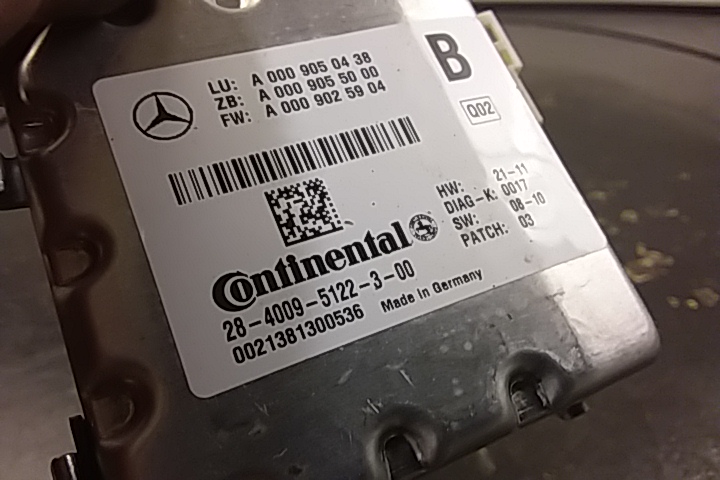 LU: A 000 905 04 38
ZB: A 000 905 50 00
FW: A 000 902 59 04
B
Q02
HW: 21-11
DIAG-K: 0017
SW: 08-10
PATCH: 03
Continental
28-4009-5122-3-00
0021381300536
Made in Germany